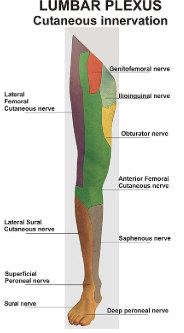 LUMBAR PLEXUS
Cutaneous innervation
Genitofemoral nerve
Ilioinguinal nerve
Lateral
Femoral
Cutaneous nerve
Obturator nerve
Anterior Femoral
Cutaneous nerve
Lateral Sural
Cutaneous nerve
Saphenous nerve
Superficial
Peroneal nerve
Sural nerve
Deep peroneal nerve